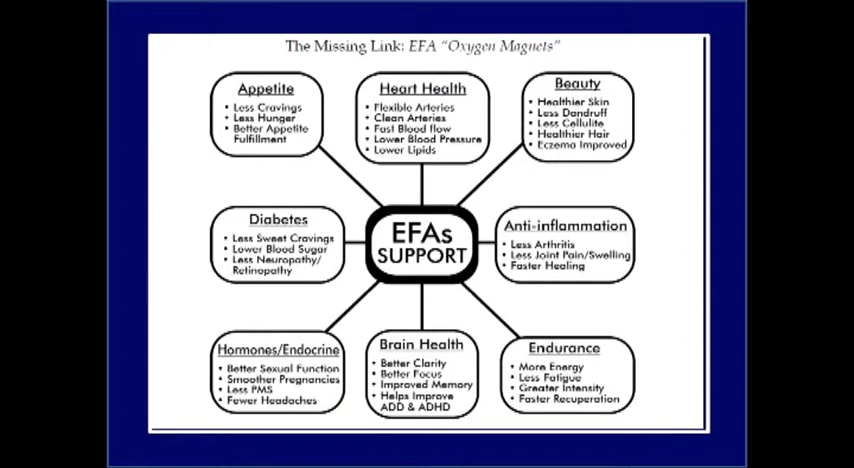 The Missing Link: EFA "Oxygen Magnets"
Appetite
• Less Cravings
• Less Hunger
• Better Appetite
Fulfillment
Heart Health
• Flexible Arteries
• Clean Arteries
• Fast Blood flow
• Lower Blood Pressure
• Lower Lipids
Beauty
• Healthier Skin
• Less Dandruff
• Less Cellulite
• Healthier Hair
• Eczema Improved
Diabetes
• Less Sweet Cravings
• Lower Blood Sugar
• Less Neuropathy/
Retinopathy
EFAs
SUPPORT
Anti-inflammation
• Less Arthritis
• Less Joint Pain/Swelling
• Faster Healing
Hormones/Endocrine
• Better Sexual Function
• Smoother Pregnancies
• Less PMS
• Fewer Headaches
Brain Health
• Better Clarity
• Better Focus
• Improved Memory
• Helps Improve
ADD & ADHD
Endurance
• More Energy
• Less Fatigue
• Greater Intensity
• Faster Recuperation